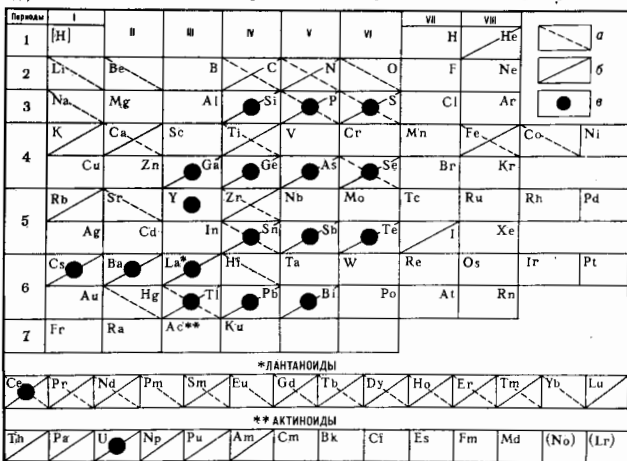 Периоды I II III IV V VI VII VIII
1 [H] H He а
2 Li Be B C N O F Ne б
3 Na Mg Al Si P S Cl Ar в
4 K Ca Sc Ti V Cr Mn Fe Co Ni
Cu Zn Ga Ge As Se Br Kr
5 Rb Sr Y Zr Nb Mo Tc Ru Rh Pd
Ag Cd In Sn Sb Te I Xe
6 Cs Ba La* Hf Ta W Re Os Ir Pt
Au Hg Tl Pb Bi Po At Rn
7 Fr Ra Ac** Ku
*ЛАНТАНОИДЫ
Ce Pr Nd Pm Sm Eu Gd Tb Dy Ho Er Tm Yb Lu
** АКТИНОИДЫ
Th Pa U Np Pu Am Cm Bk Cf Es Fm Md (No) (Lr)